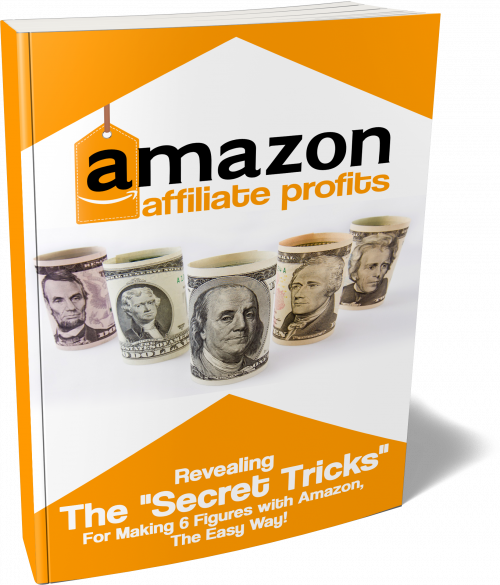 amazon
affiliate profits
Revealing
The "Secret Tricks"
For Making 6 Figures with Amazon,
The Easy Way!